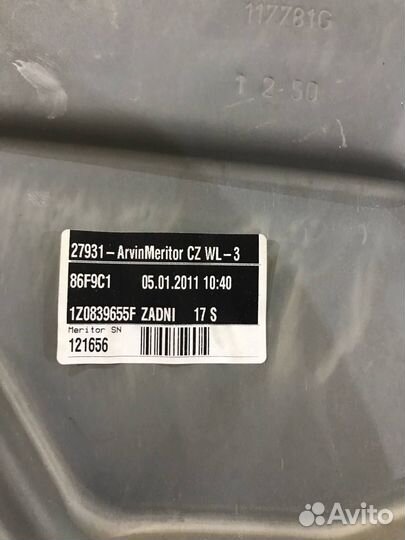 117781G
1 2-50
27931-ArvinMeritor CZ WL-3
86F9C1 05.01.2011 10:40
1Z0839655F ZADNI 17 S
Meritor SN
121656
Avito